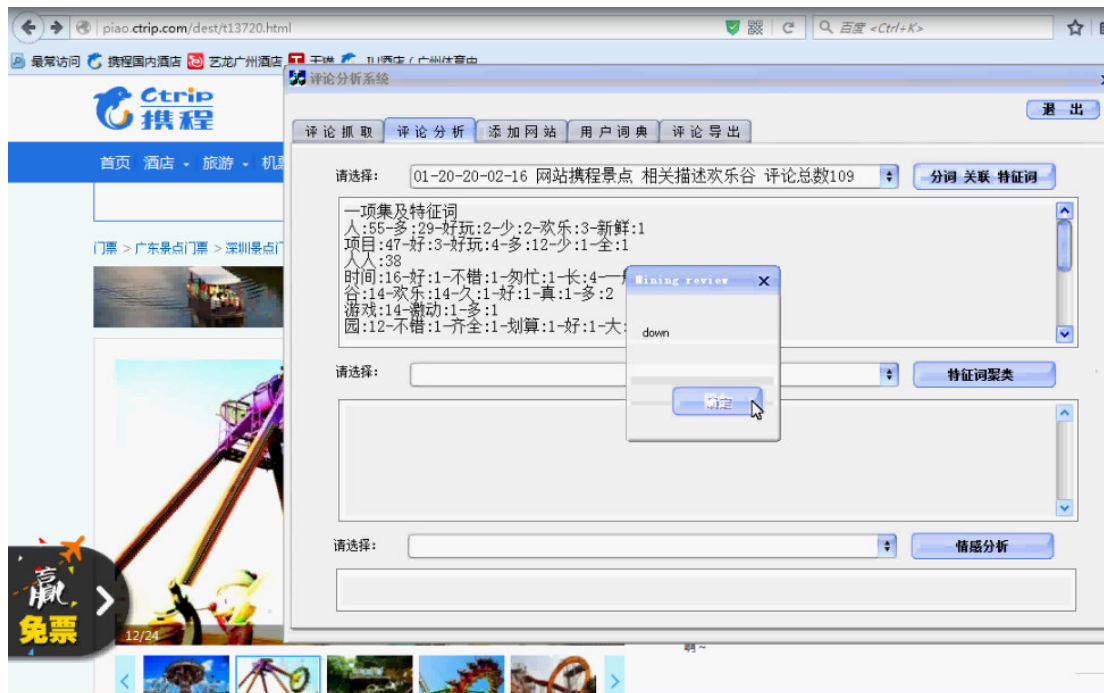 piao.ctrip.com/dest/t13720.html
百度 <Ctrl+K>
最常访问 携程国内酒店 艺龙广州酒店
评论分析系统
Ctrip
携程
退 出
评论抓取 评论分析 添加网站 用户词典 评论导出
首页 酒店 旅游
请选择: 01-20-20-02-16 网站携程景点 相关描述欢乐谷 评论总数109 分词 关联 特征词
一项集及特征词
人:55-多:29-好玩:2-少:2-欢乐:3-新鲜:1
项目:47-好:3-好玩:4-多:12-少:1-全:1
人人:38
时间:16-好:1-不错:1-匆忙:1-长:4-一
谷:14-欢乐:14-久:1-好:1-真:1-多:2
游戏:14-激动:1-多:1
园:12-不错:1-齐全:1-划算:1-好:1-大:
门票 > 广东景点门票 > 深圳景点
Mining review
down
确定
请选择: 特征词聚类
请选择: 情感分析
赢
免票
12/24